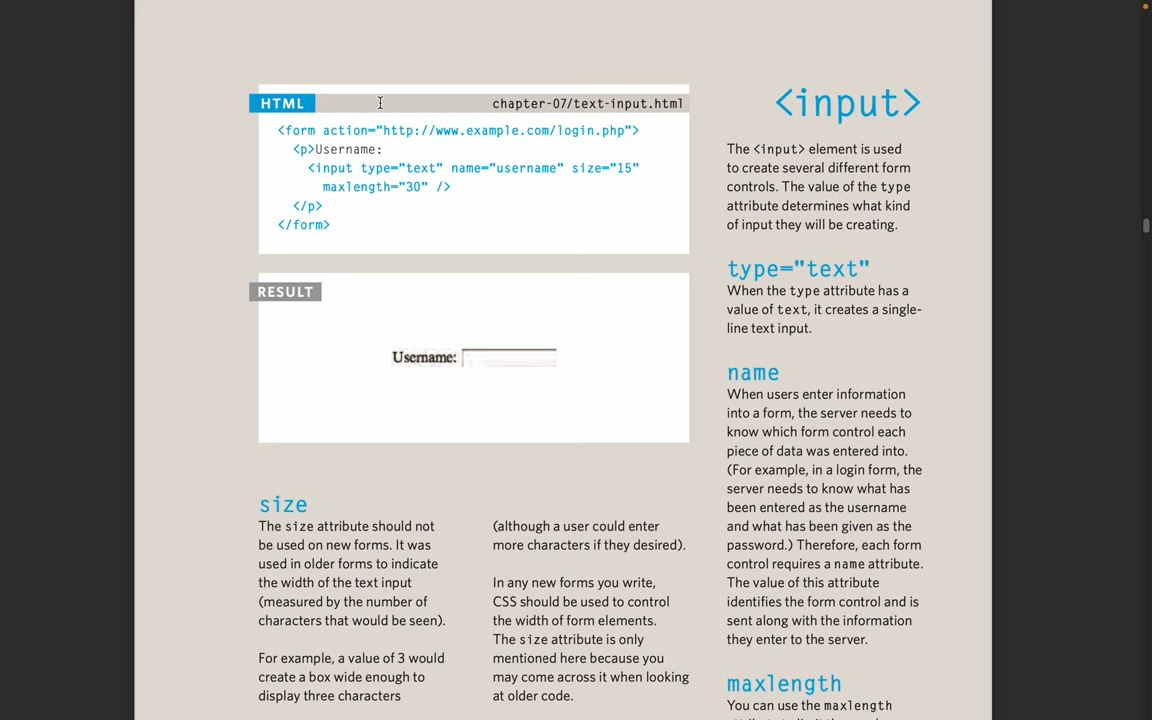 HTML
chapter-07/text-input.html
<form action="http://www.example.com/login.php">
<p>Username:
<input type="text" name="username" size="15"
maxlength="30" />
</p>
</form>
RESULT
Username:
size
The size attribute should not
be used on new forms. It was
used in older forms to indicate
the width of the text input
(measured by the number of
characters that would be seen).
For example, a value of 3 would
create a box wide enough to
display three characters
(although a user could enter
more characters if they desired).
In any new forms you write,
CSS should be used to control
the width of form elements.
The size attribute is only
mentioned here because you
may come across it when looking
at older code.
<input>
The <input> element is used
to create several different form
controls. The value of the type
attribute determines what kind
of input they will be creating.
type="text"
When the type attribute has a
value of text, it creates a single-
line text input.
name
When users enter information
into a form, the server needs to
know which form control each
piece of data was entered into.
(For example, in a login form, the
server needs to know what has
been entered as the username
and what has been given as the
password.) Therefore, each form
control requires a name attribute.
The value of this attribute
identifies the form control and is
sent along with the information
they enter to the server.
maxlength
You can use the maxlength